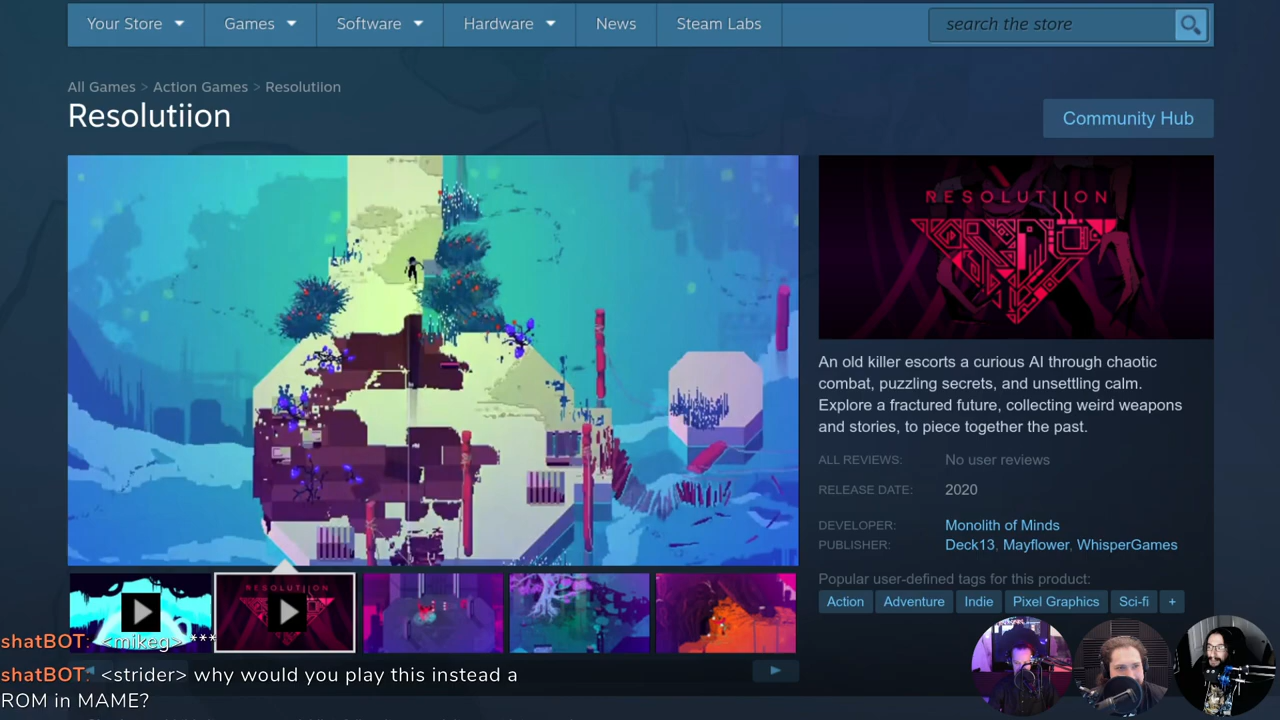 Your Store
Games
Software
Hardware
News
Steam Labs
search the store
All Games > Action Games > Resolutiion
Resolutiion
Community Hub
RESOLUTIION
An old killer escorts a curious AI through chaotic
combat, puzzling secrets, and unsettling calm.
Explore a fractured future, collecting weird weapons
and stories, to piece together the past.
ALL REVIEWS: No user reviews
RELEASE DATE: 2020
DEVELOPER: Monolith of Minds
PUBLISHER: Deck13, Mayflower, WhisperGames
Popular user-defined tags for this product:
Action Adventure Indie Pixel Graphics Sci-fi +
RESOLUTIION
shatBOT: <mikeg> ***
shatBOT: <strider> why would you play this instead a
ROM in MAME?